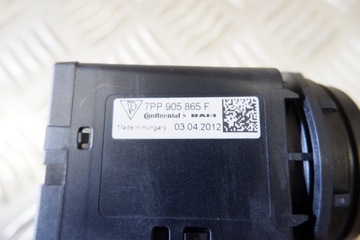 7PP 905 865 F
Continental
Made in Hungary 03.04.2012